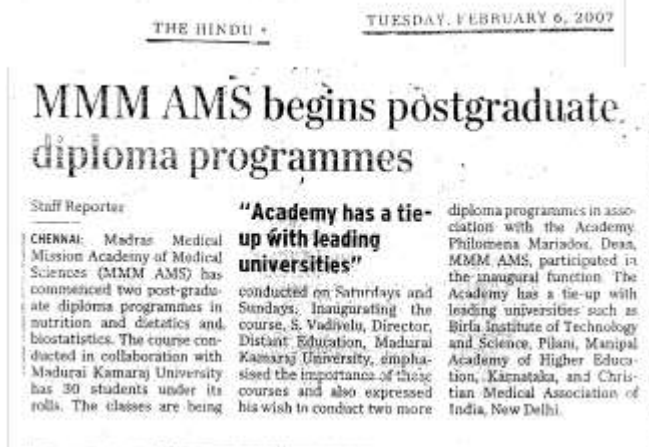 THE HINDU •
TUESDAY, FEBRUARY 6, 2007
MMM AMS begins postgraduate
diploma programmes
Staff Reporter
CHENNAI: Madras Medical
Mission Academy of Medical
Sciences (MMM AMS) has
commenced two post-gradu-
ate diploma programmes in
nutrition and dietatics and
biostatistics. The course con-
ducted in collaboration with
Madurai Kamaraj University
has 30 students under its
rolls. The classes are being
"Academy has a tie-
up with leading
universities"
conducted on Saturdays and
Sundays. Inaugurating the
course, S. Vadivelu, Director,
Distant Education, Madurai
Kamaraj University, empha-
sised the importance of these
courses and also expressed
his wish to conduct two more
diploma programmes in asso-
ciation with the Academy.
Philomena Mariados, Dean,
MMM AMS, participated in
the inaugural function. The
Academy has a tie-up with
leading universities such as
Birla Institute of Technology
and Science, Pilani, Manipal
Academy of Higher Educa-
tion, Karnataka, and Chris-
tian Medical Association of
India, New Delhi.